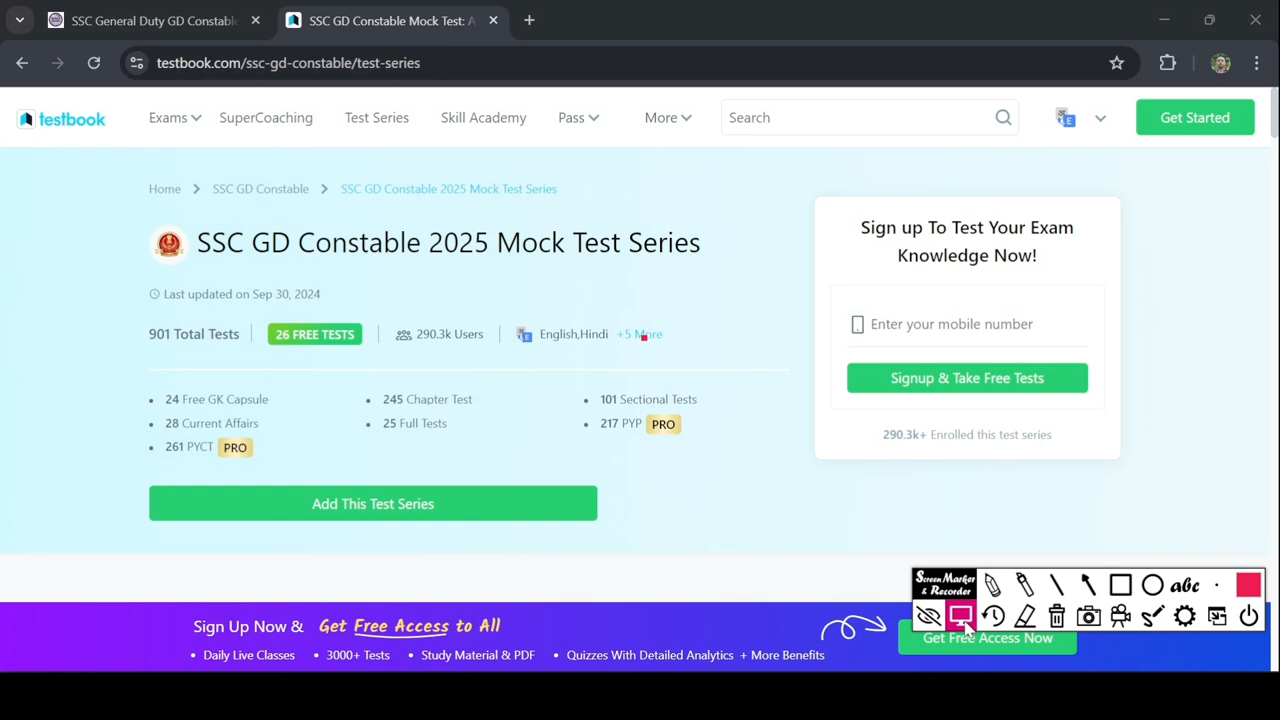 SSC General Duty GD Constable
SSC GD Constable Mock Test: A
testbook.com/ssc-gd-constable/test-series
testbook
Exams
SuperCoaching
Test Series
Skill Academy
Pass
More
Search
E
Get Started
Home
SSC GD Constable
SSC GD Constable 2025 Mock Test Series
SSC GD Constable 2025 Mock Test Series
Last updated on Sep 30, 2024
901 Total Tests
26 FREE TESTS
290.3k Users
E
English,Hindi
+5 More
24 Free GK Capsule
245 Chapter Test
101 Sectional Tests
28 Current Affairs
25 Full Tests
217 PYP PRO
261 PYCT PRO
Add This Test Series
Sign up To Test Your Exam
Knowledge Now!
Enter your mobile number
Signup & Take Free Tests
290.3k+ Enrolled this test series
Screen Marker
& Recorder
abc
Sign Up Now & Get Free Access to All
• Daily Live Classes • 3000+ Tests • Study Material & PDF • Quizzes With Detailed Analytics + More Benefits
Get Free Access Now